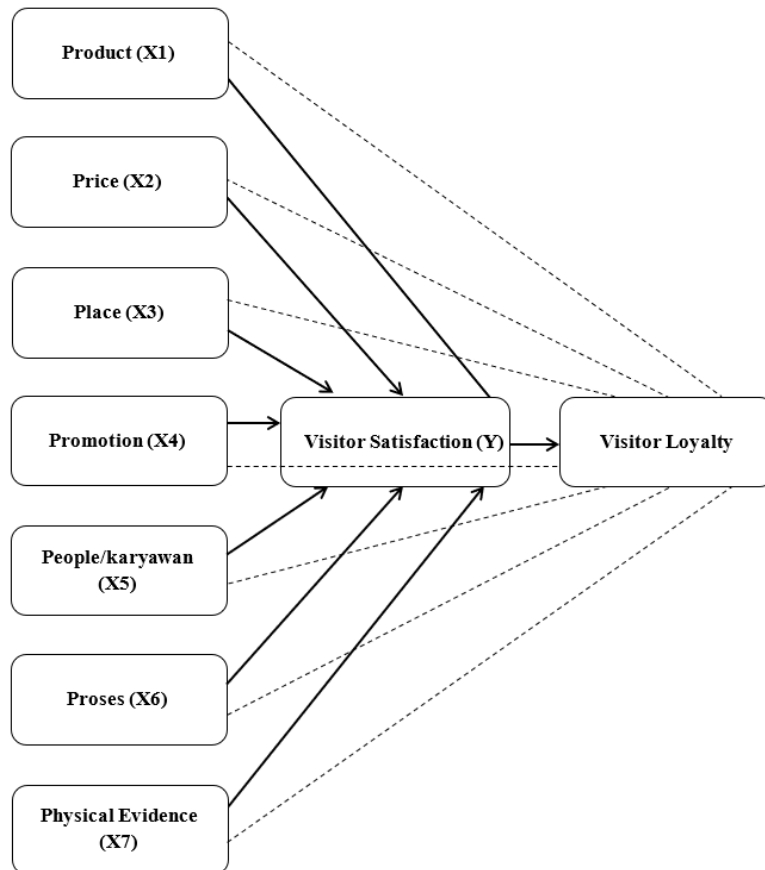 Product (X1)
Price (X2)
Place (X3)
Promotion (X4)
Visitor Satisfaction (Y)
Visitor Loyalty
People/karyawan
(X5)
Proses (X6)
Physical Evidence
(X7)